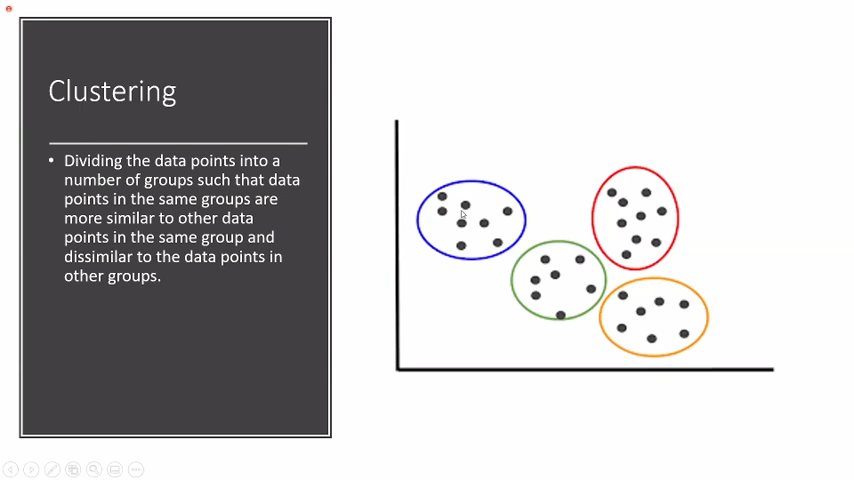 Clustering
• Dividing the data points into a
number of groups such that data
points in the same groups are
more similar to other data
points in the same group and
dissimilar to the data points in
other groups.